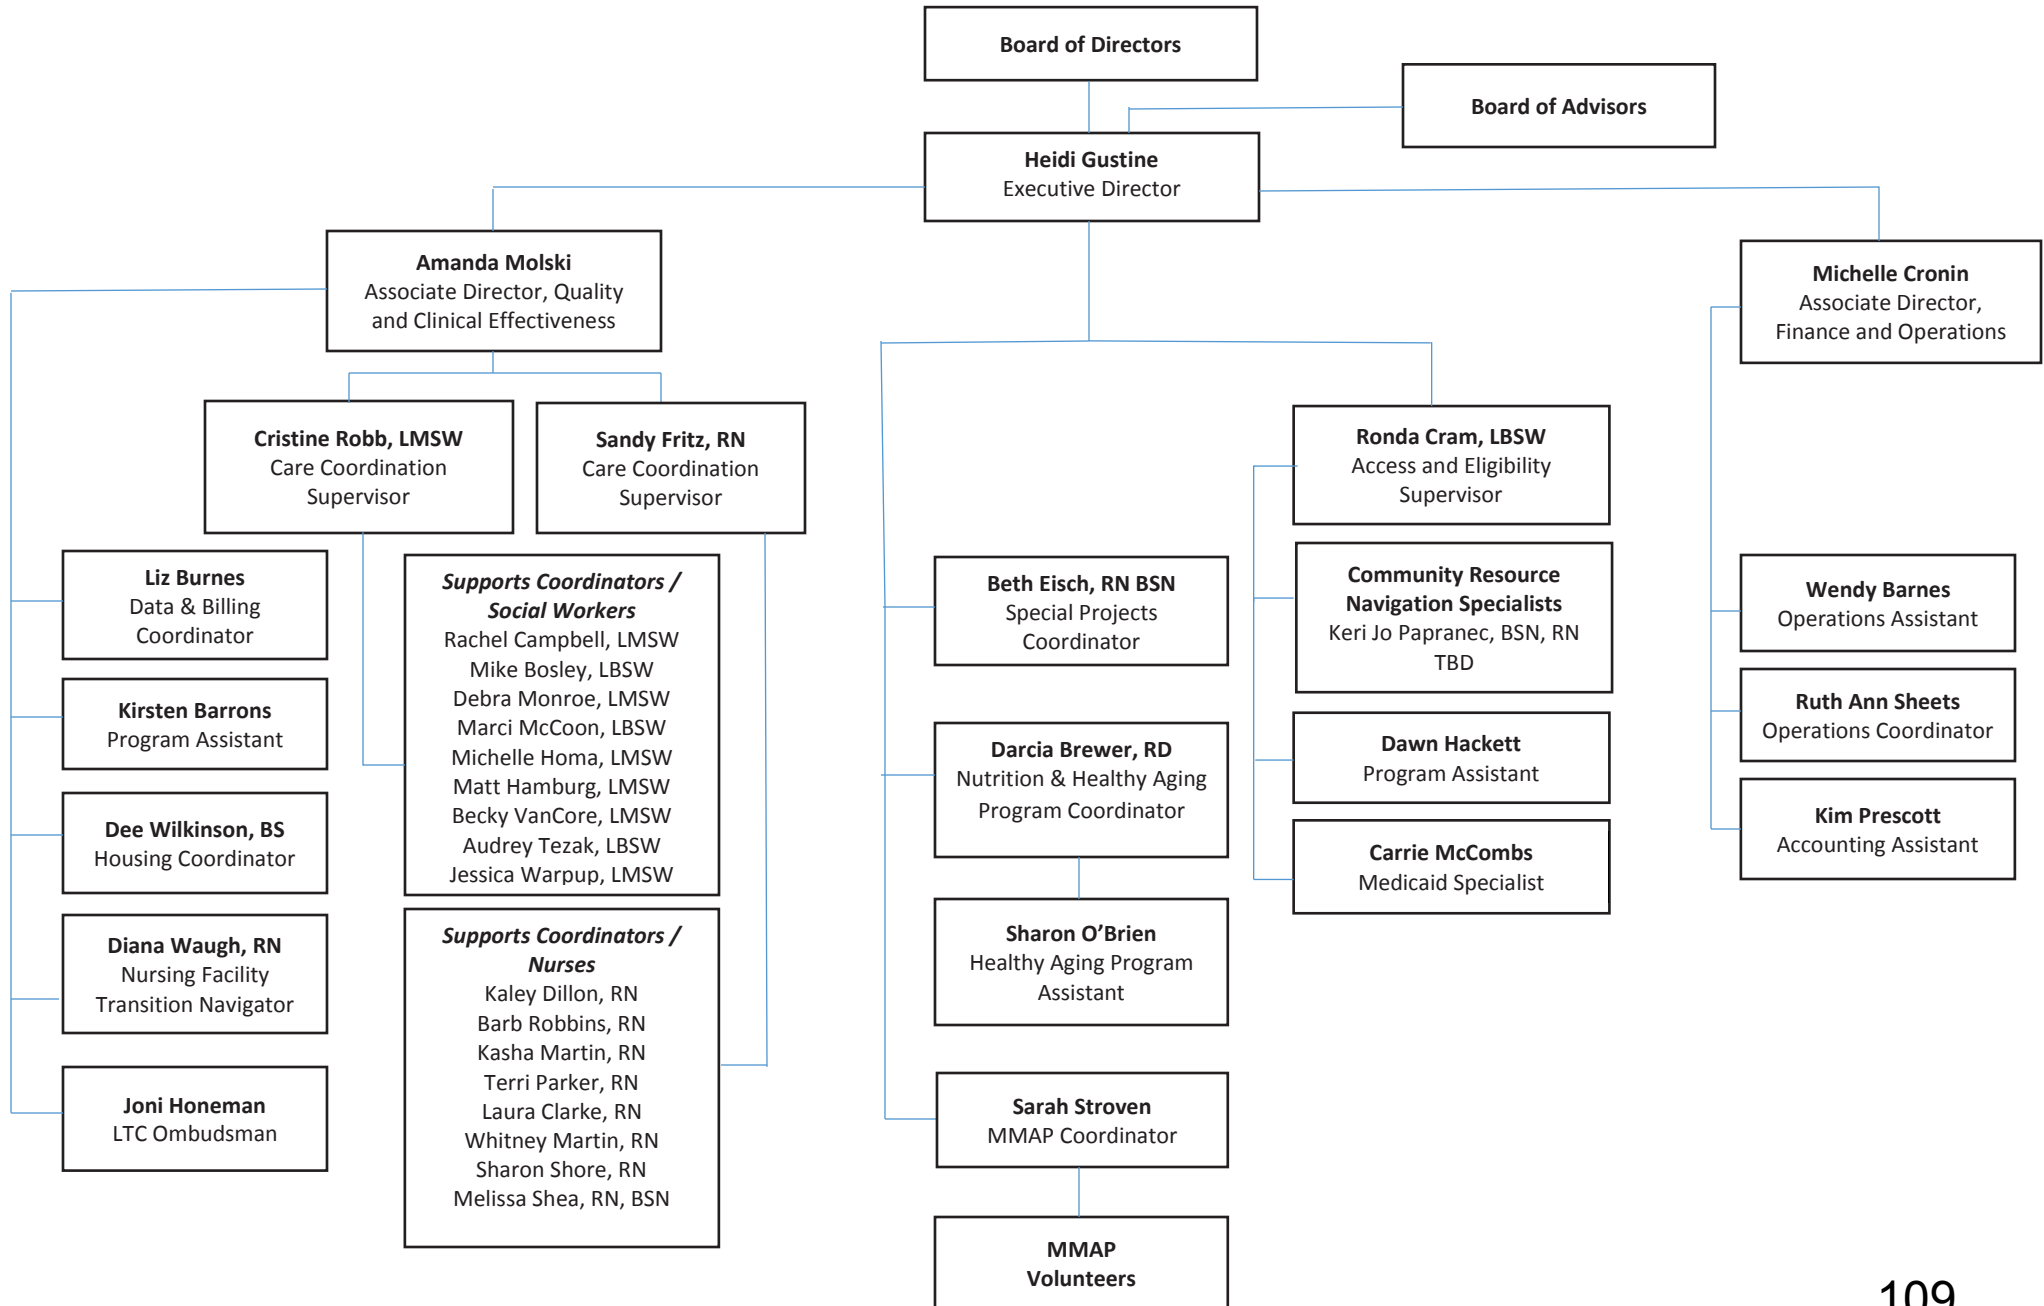 Board of Directors
Board of Advisors
Heidi Gustine
Executive Director
Amanda Molski
Associate Director, Quality
and Clinical Effectiveness
Michelle Cronin
Associate Director,
Finance and Operations
Cristine Robb, LMSW
Care Coordination
Supervisor
Sandy Fritz, RN
Care Coordination
Supervisor
Ronda Cram, LBSW
Access and Eligibility
Supervisor
Liz Burnes
Data & Billing
Coordinator
Kirsten Barrons
Program Assistant
Dee Wilkinson, BS
Housing Coordinator
Diana Waugh, RN
Nursing Facility
Transition Navigator
Joni Honeman
LTC Ombudsman
Supports Coordinators /
Social Workers
Rachel Campbell, LMSW
Mike Bosley, LBSW
Debra Monroe, LMSW
Marci McCoon, LBSW
Michelle Homa, LMSW
Matt Hamburg, LMSW
Becky VanCore, LMSW
Audrey Tezak, LBSW
Jessica Warpup, LMSW
Supports Coordinators /
Nurses
Kaley Dillon, RN
Barb Robbins, RN
Kasha Martin, RN
Terri Parker, RN
Laura Clarke, RN
Whitney Martin, RN
Sharon Shore, RN
Melissa Shea, RN, BSN
Beth Eisch, RN BSN
Special Projects
Coordinator
Darcia Brewer, RD
Nutrition & Healthy Aging
Program Coordinator
Sharon O’Brien
Healthy Aging Program
Assistant
Sarah Stroven
MMAP Coordinator
MMAP
Volunteers
Community Resource
Navigation Specialists
Keri Jo Papranec, BSN, RN
TBD
Dawn Hackett
Program Assistant
Carrie McCombs
Medicaid Specialist
Wendy Barnes
Operations Assistant
Ruth Ann Sheets
Operations Coordinator
Kim Prescott
Accounting Assistant
109